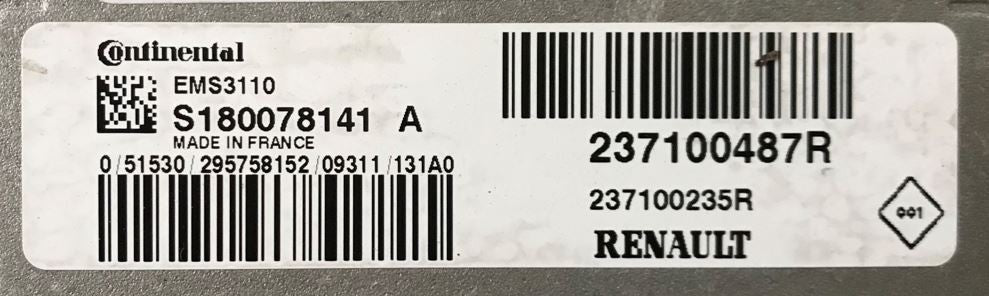 Continental
EMS3110
S180078141 A
MADE IN FRANCE
0/51530/295758152/09311/131A0
237100487R
237100235R
RENAULT
001